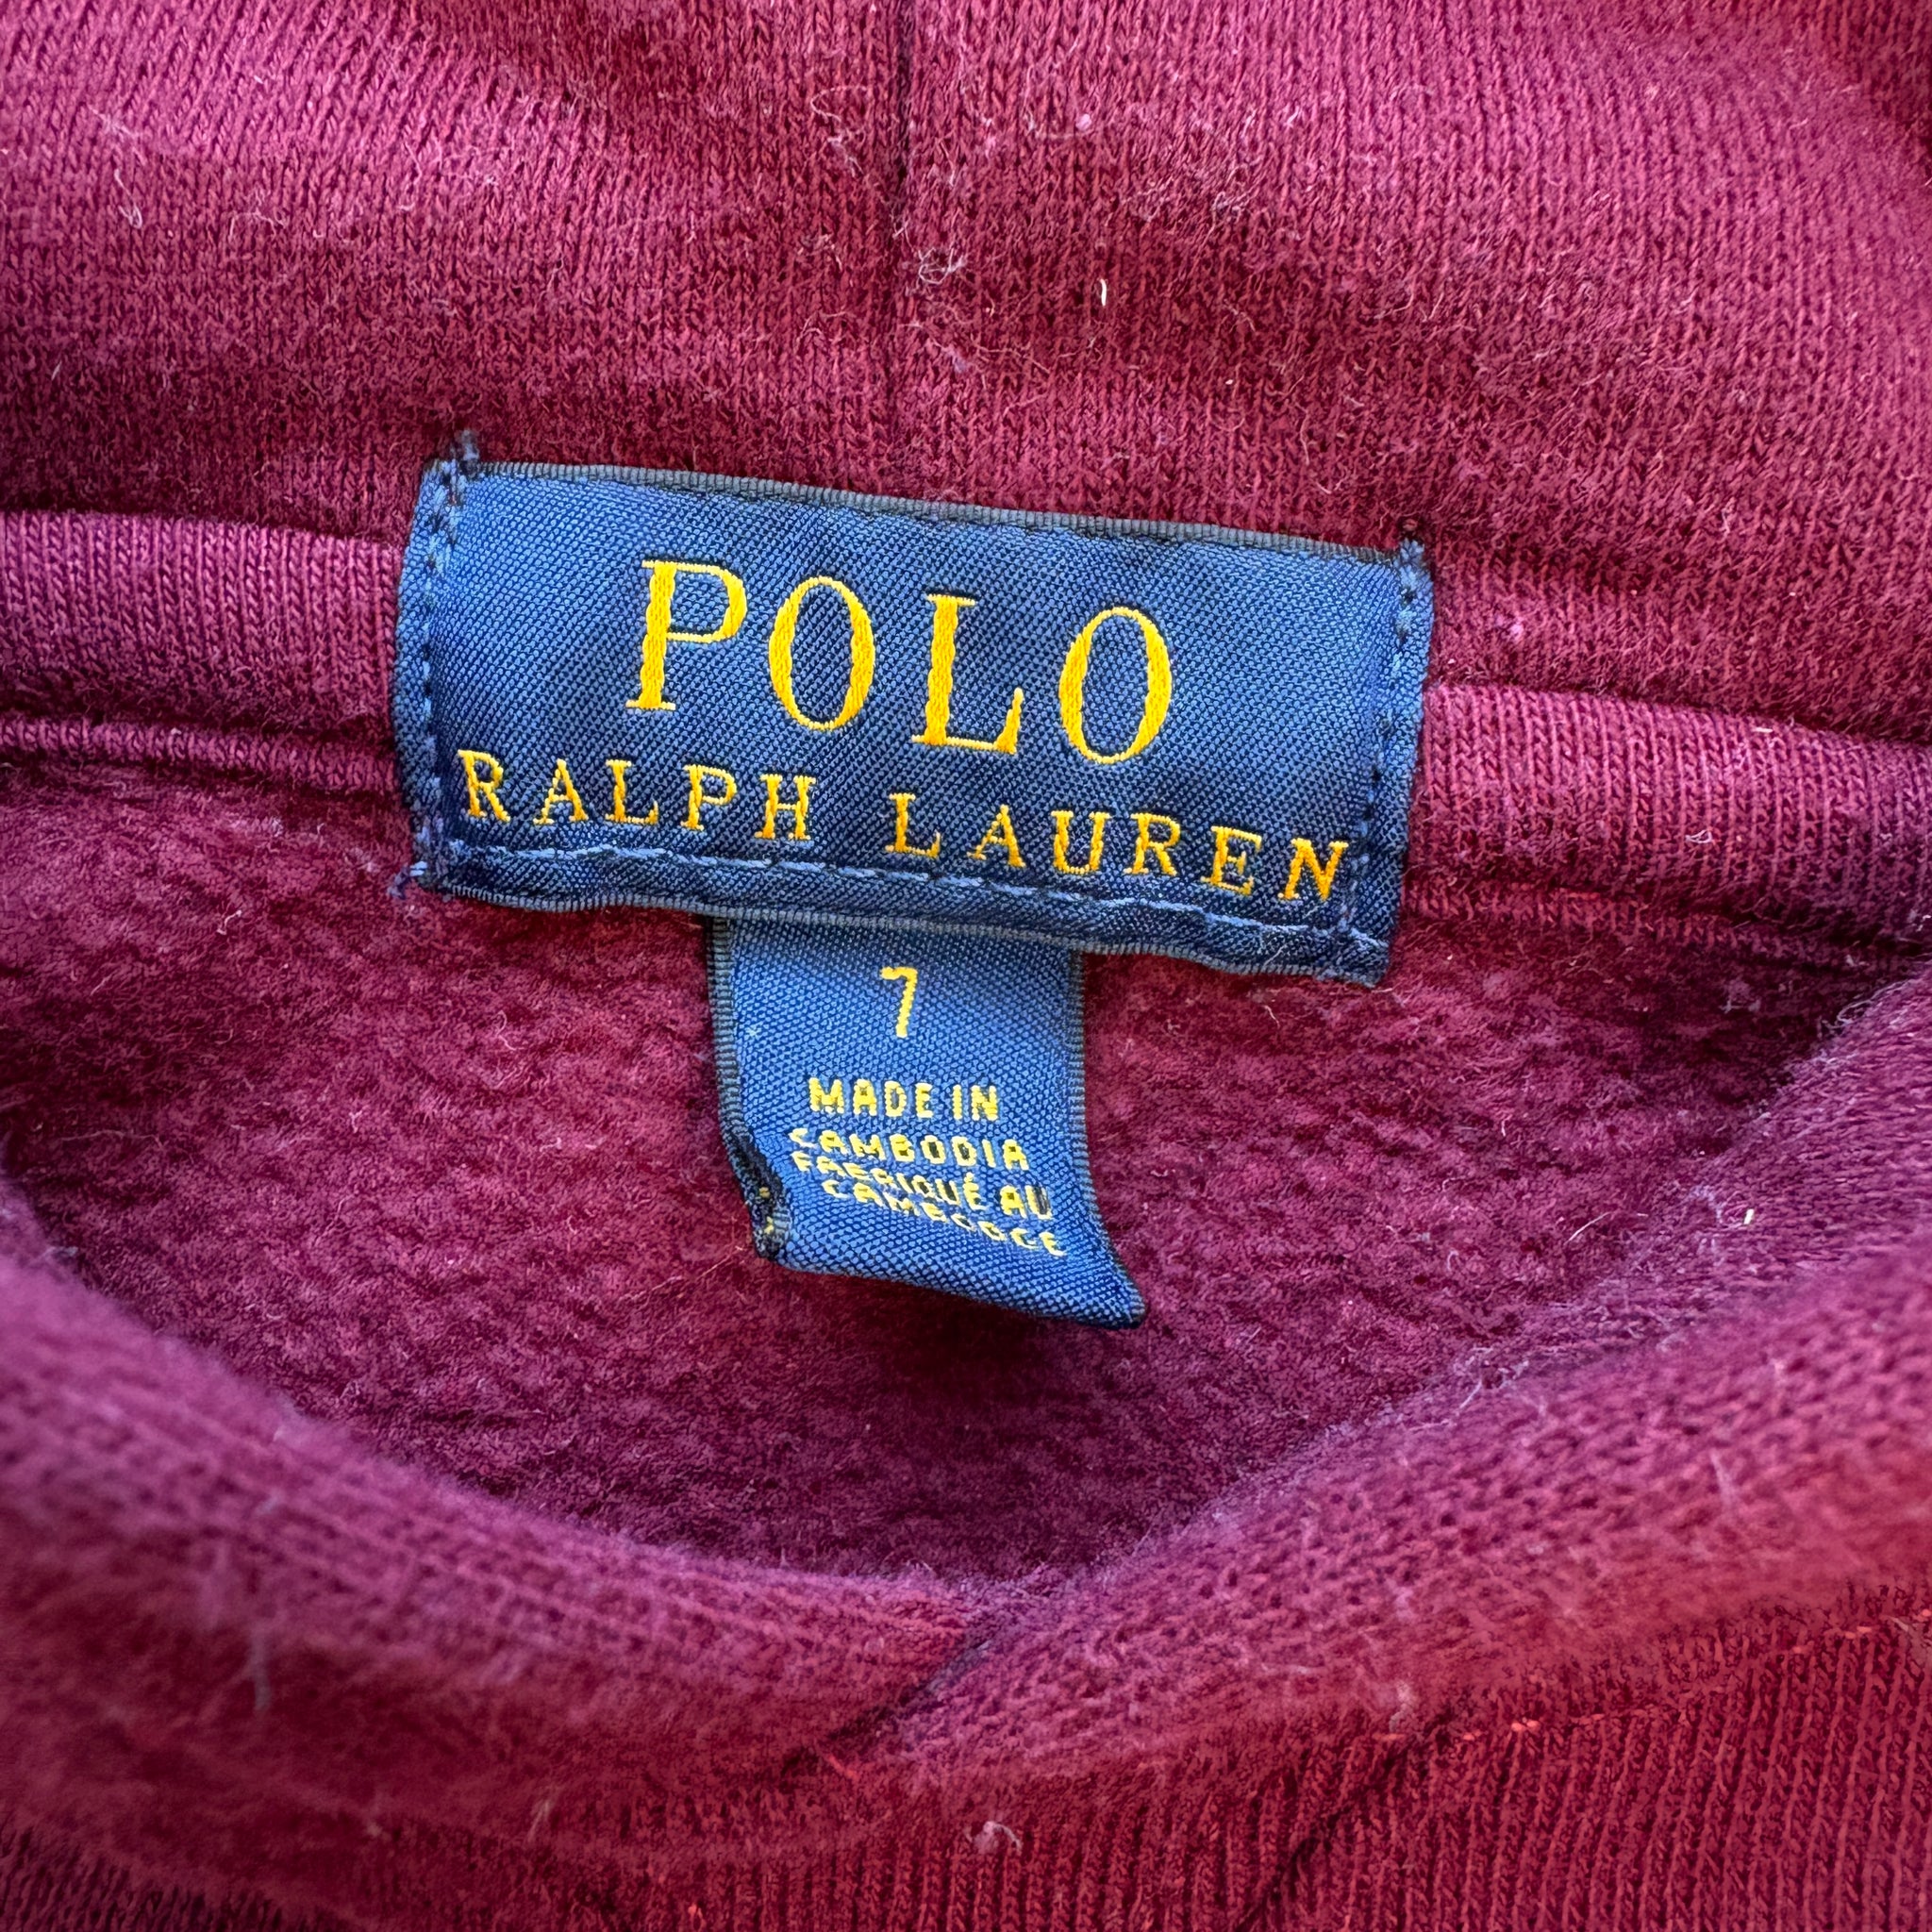 POLO
RALPH LAUREN
7
MADE IN
CAMBODIA
FABRIQUÉ AU
CAMBODGE